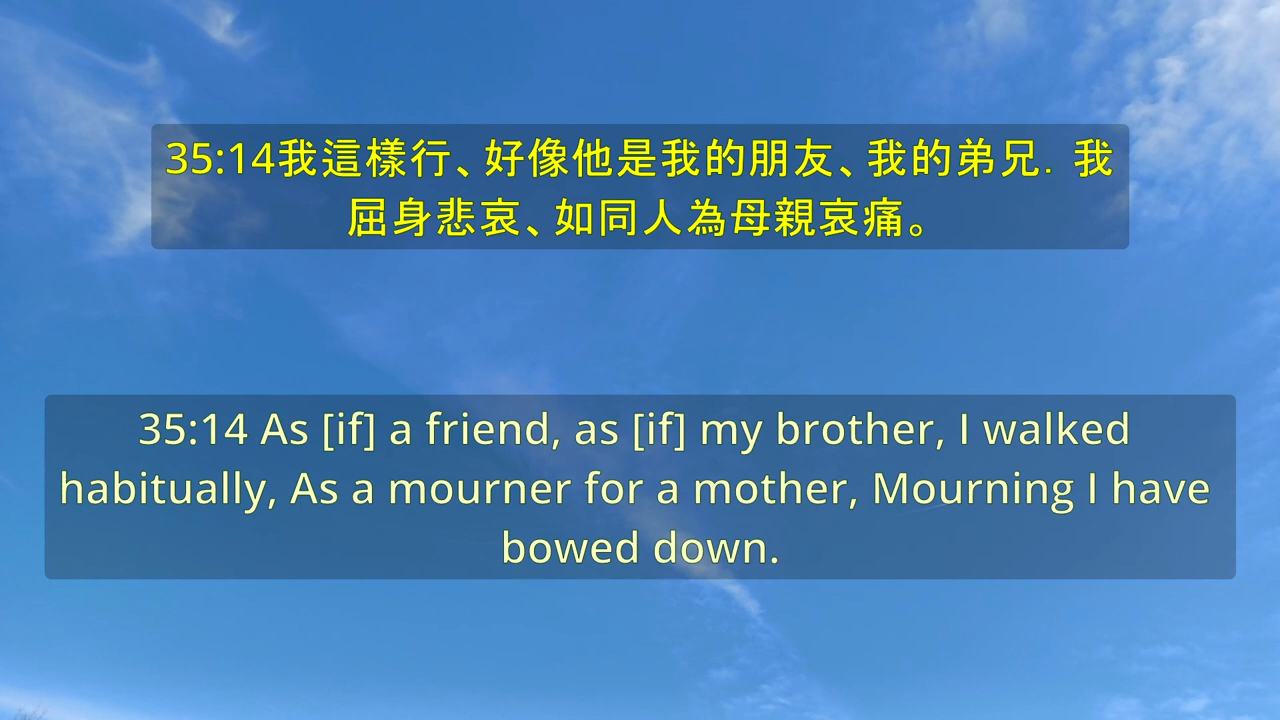 35:14我這樣行、好像他是我的朋友、我的弟兄．我
屈身悲哀、如同人為母親哀痛。
35:14 As [if] a friend, as [if] my brother, I walked
habitually, As a mourner for a mother, Mourning I have
bowed down.